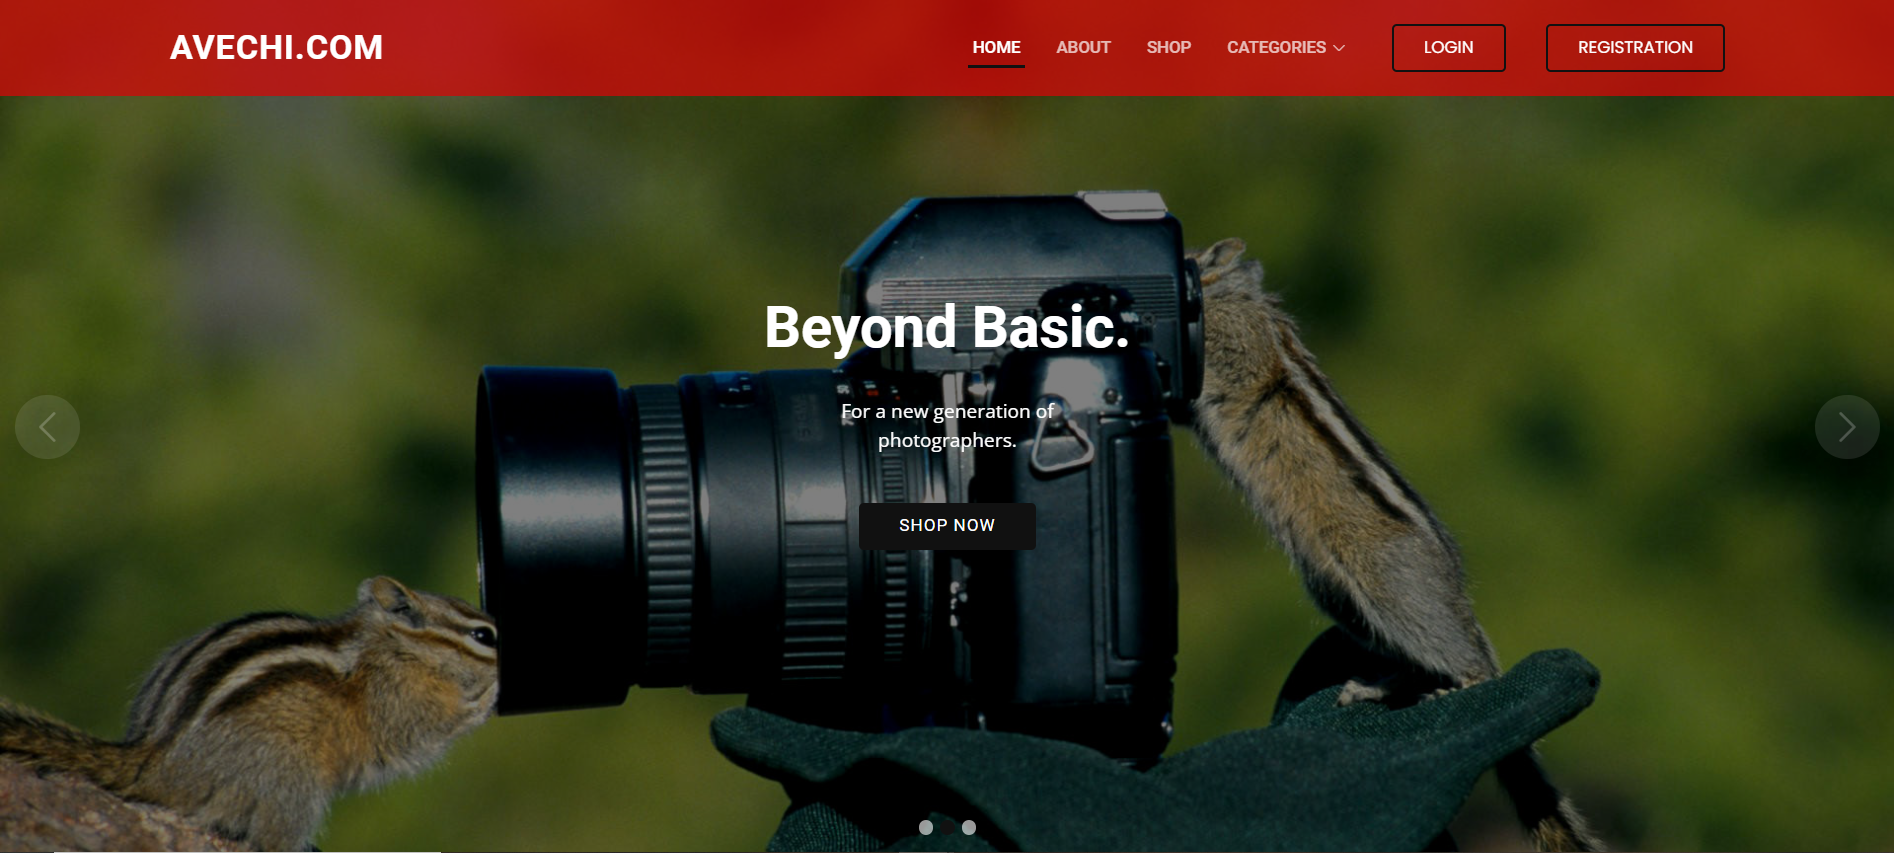 AVECHI.COM
HOME
ABOUT
SHOP
CATEGORIES
LOGIN
REGISTRATION
Beyond Basic.
For a new generation of
photographers.
SHOP NOW